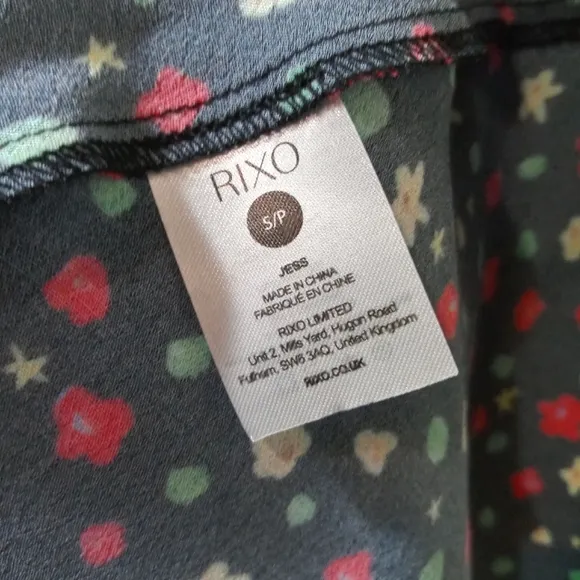 RIXO
S/P
JESS
MADE IN CHINA
FABRIQUÉ EN CHINE
RIXO LIMITED
Unit 2, Mills Yard, Hugon Road
Fulham, SW6 3AQ, United Kingdom
RIXO.CO.UK